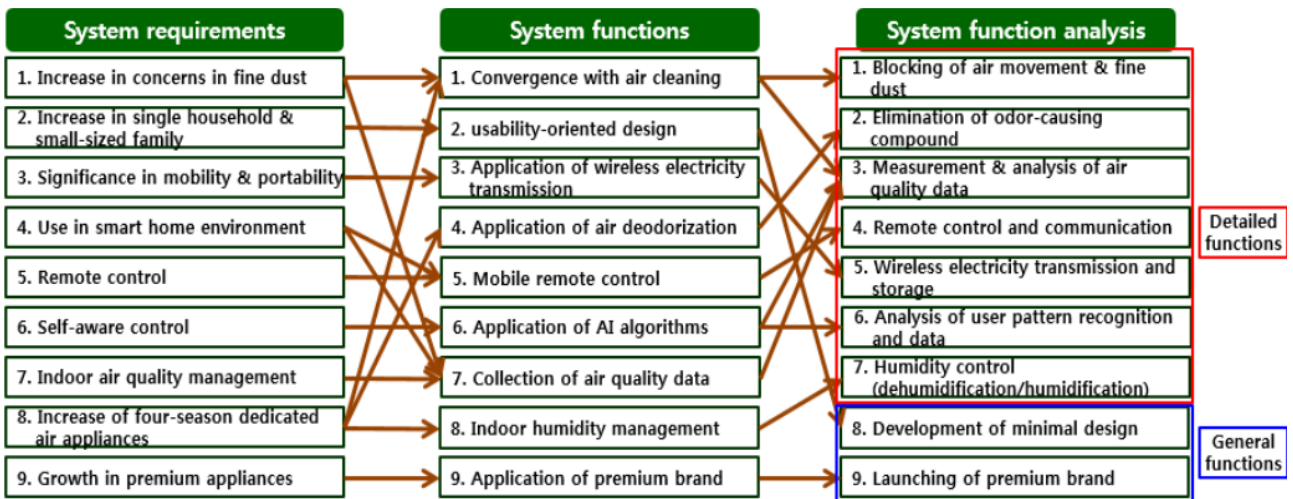 System requirements
System functions
System function analysis
1. Increase in concerns in fine dust
2. Increase in single household &
small-sized family
3. Significance in mobility & portability
4. Use in smart home environment
5. Remote control
6. Self-aware control
7. Indoor air quality management
8. Increase of four-season dedicated
air appliances
9. Growth in premium appliances
1. Convergence with air cleaning
2. usability-oriented design
3. Application of wireless electricity
transmission
4. Application of air deodorization
5. Mobile remote control
6. Application of AI algorithms
7. Collection of air quality data
8. Indoor humidity management
9. Application of premium brand
1. Blocking of air movement & fine
dust
2. Elimination of odor-causing
compound
3. Measurement & analysis of air
quality data
4. Remote control and communication
5. Wireless electricity transmission and
storage
6. Analysis of user pattern recognition
and data
7. Humidity control
(dehumidification/humidification)
8. Development of minimal design
9. Launching of premium brand
Detailed
functions
General
functions